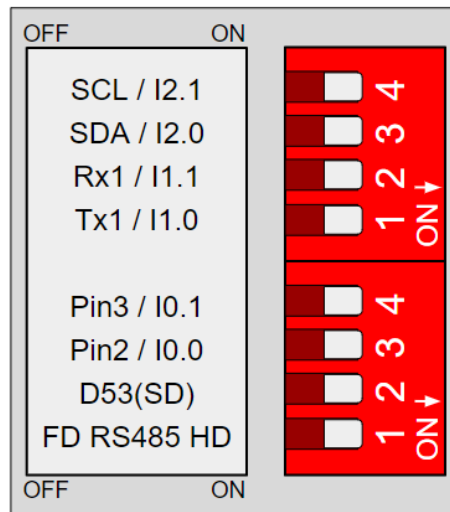 OFF ON
SCL / I2.1
SDA / I2.0
Rx1 / I1.1
Tx1 / I1.0
4
3
2
1
ON
Pin3 / I0.1
Pin2 / I0.0
D53(SD)
FD RS485 HD
4
3
2
1
ON
OFF ON